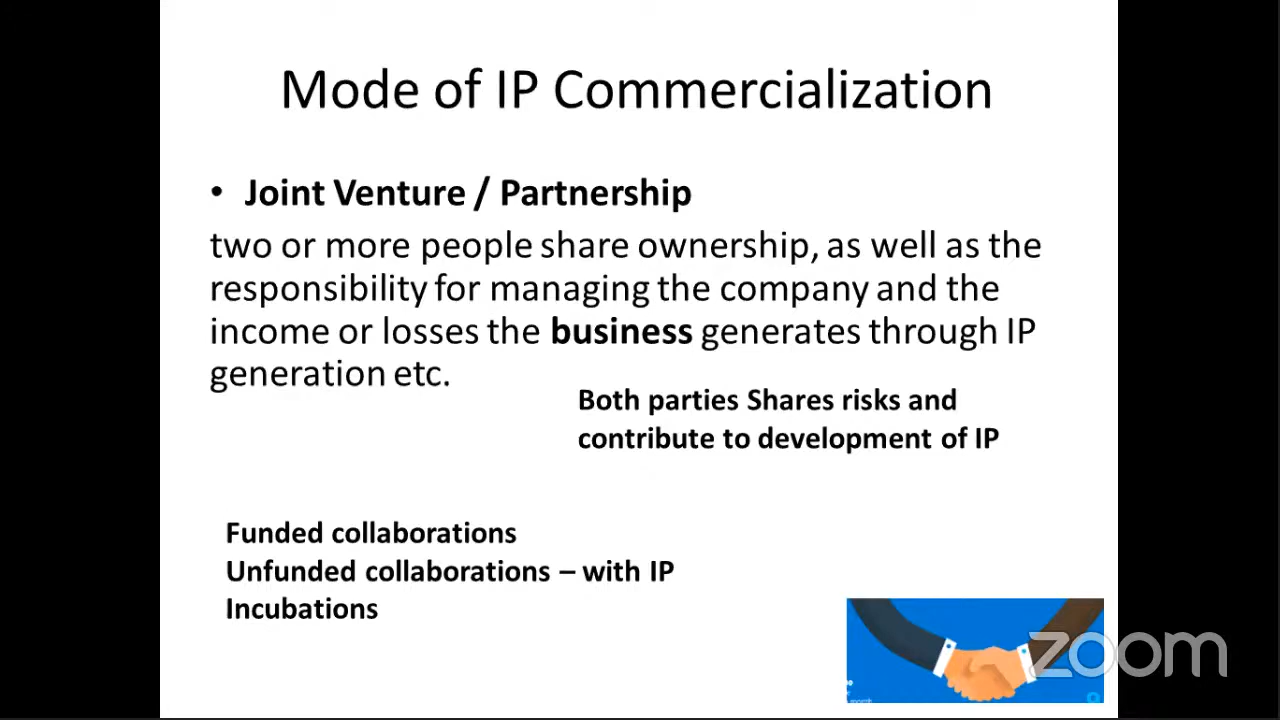 Mode of IP Commercialization
• Joint Venture / Partnership
two or more people share ownership, as well as the
responsibility for managing the company and the
income or losses the business generates through IP
generation etc.
Both parties Shares risks and
contribute to development of IP
Funded collaborations
Unfunded collaborations – with IP
Incubations
zoom